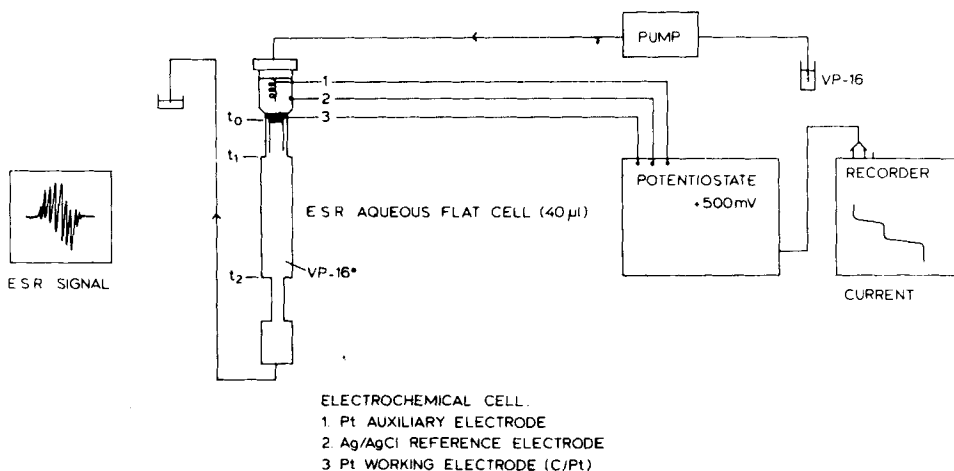 PUMP
VP-16
1
2
3
t0
t1
POTENTIOSTATE
+500mV
RECORDER
ESR AQUEOUS FLAT CELL (40 µl)
VP-16•
t2
ESR SIGNAL
CURRENT
ELECTROCHEMICAL CELL.
1. Pt AUXILIARY ELECTRODE
2. Ag/AgCl REFERENCE ELECTRODE
3 Pt WORKING ELECTRODE (C/Pt)